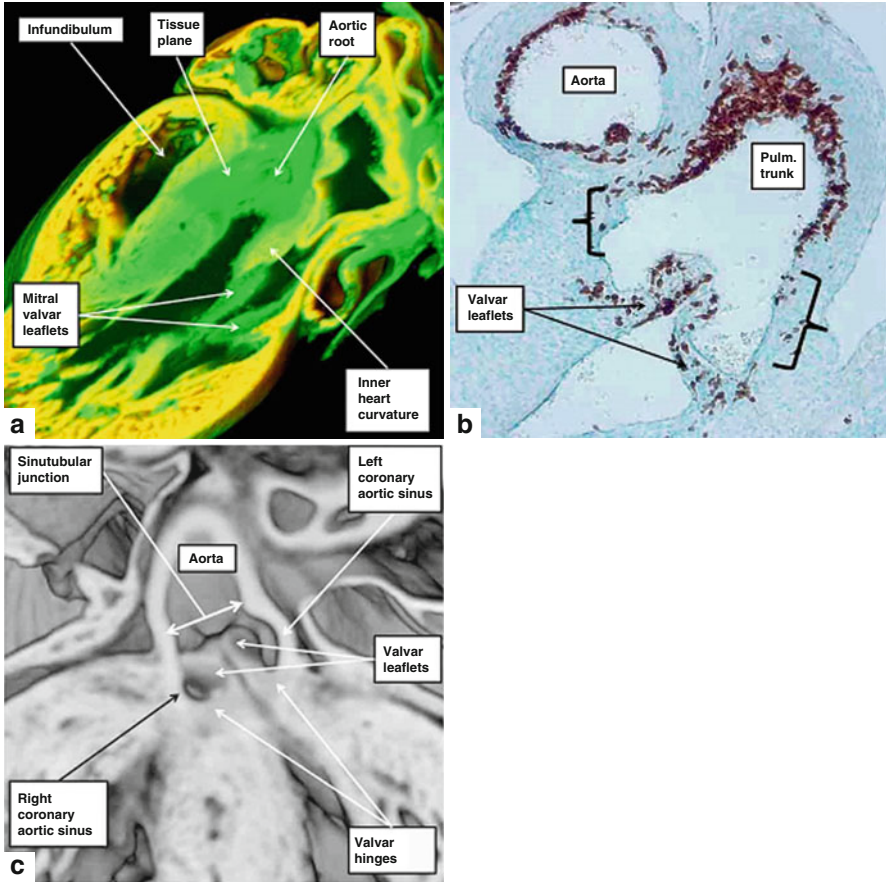 Infundibulum
Tissue
plane
Aortic
root
Mitral
valvar
leaflets
Inner
heart
curvature
a
Aorta
Pulm.
trunk
Valvar
leaflets
b
Sinutubular
junction
Left
coronary
aortic sinus
Aorta
Valvar
leaflets
Right
coronary
aortic sinus
Valvar
hinges
c